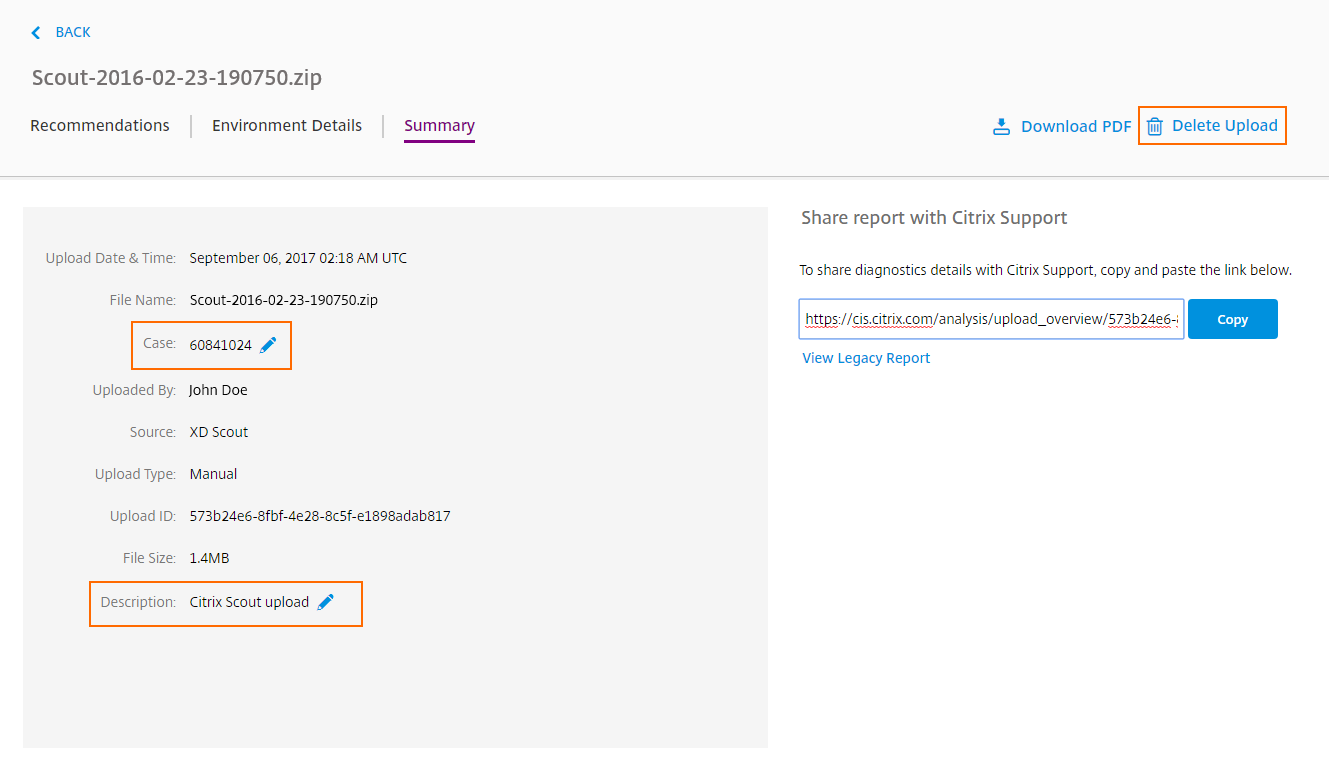 BACK
Scout-2016-02-23-190750.zip
Recommendations Environment Details Summary Download PDF Delete Upload
Share report with Citrix Support
Upload Date & Time: September 06, 2017 02:18 AM UTC
To share diagnostics details with Citrix Support, copy and paste the link below.
File Name: Scout-2016-02-23-190750.zip
https://cis.citrix.com/analysis/upload_overview/573b24e6- Copy
Case: 60841024
View Legacy Report
Uploaded By: John Doe
Source: XD Scout
Upload Type: Manual
Upload ID: 573b24e6-8fbf-4e28-8c5f-e1898adab817
File Size: 1.4MB
Description: Citrix Scout upload